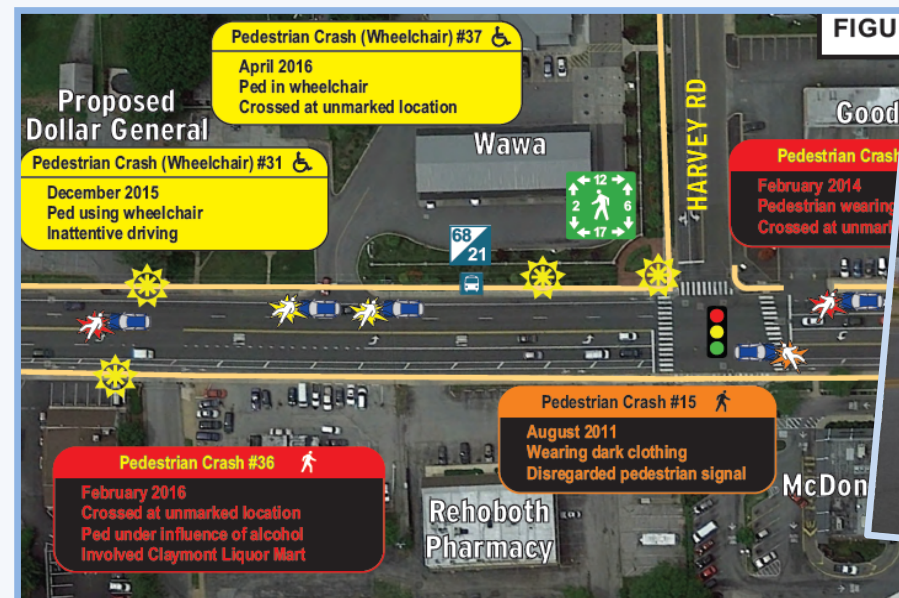 FIGU
Pedestrian Crash (Wheelchair) #37
April 2016
Ped in wheelchair
Crossed at unmarked location
Proposed
Dollar General
Wawa
HARVEY RD
Good
Pedestrian Crash (Wheelchair) #31
December 2015
Ped using wheelchair
Inattentive driving
Pedestrian Crash
February 2014
Pedestrian wearing
Crossed at unmark
12
2 6
17
68
21
Pedestrian Crash #15
August 2011
Wearing dark clothing
Disregarded pedestrian signal
Pedestrian Crash #36
February 2016
Crossed at unmarked location
Ped under influence of alcohol
Involved Claymont Liquor Mart
Rehoboth
Pharmacy
McDon